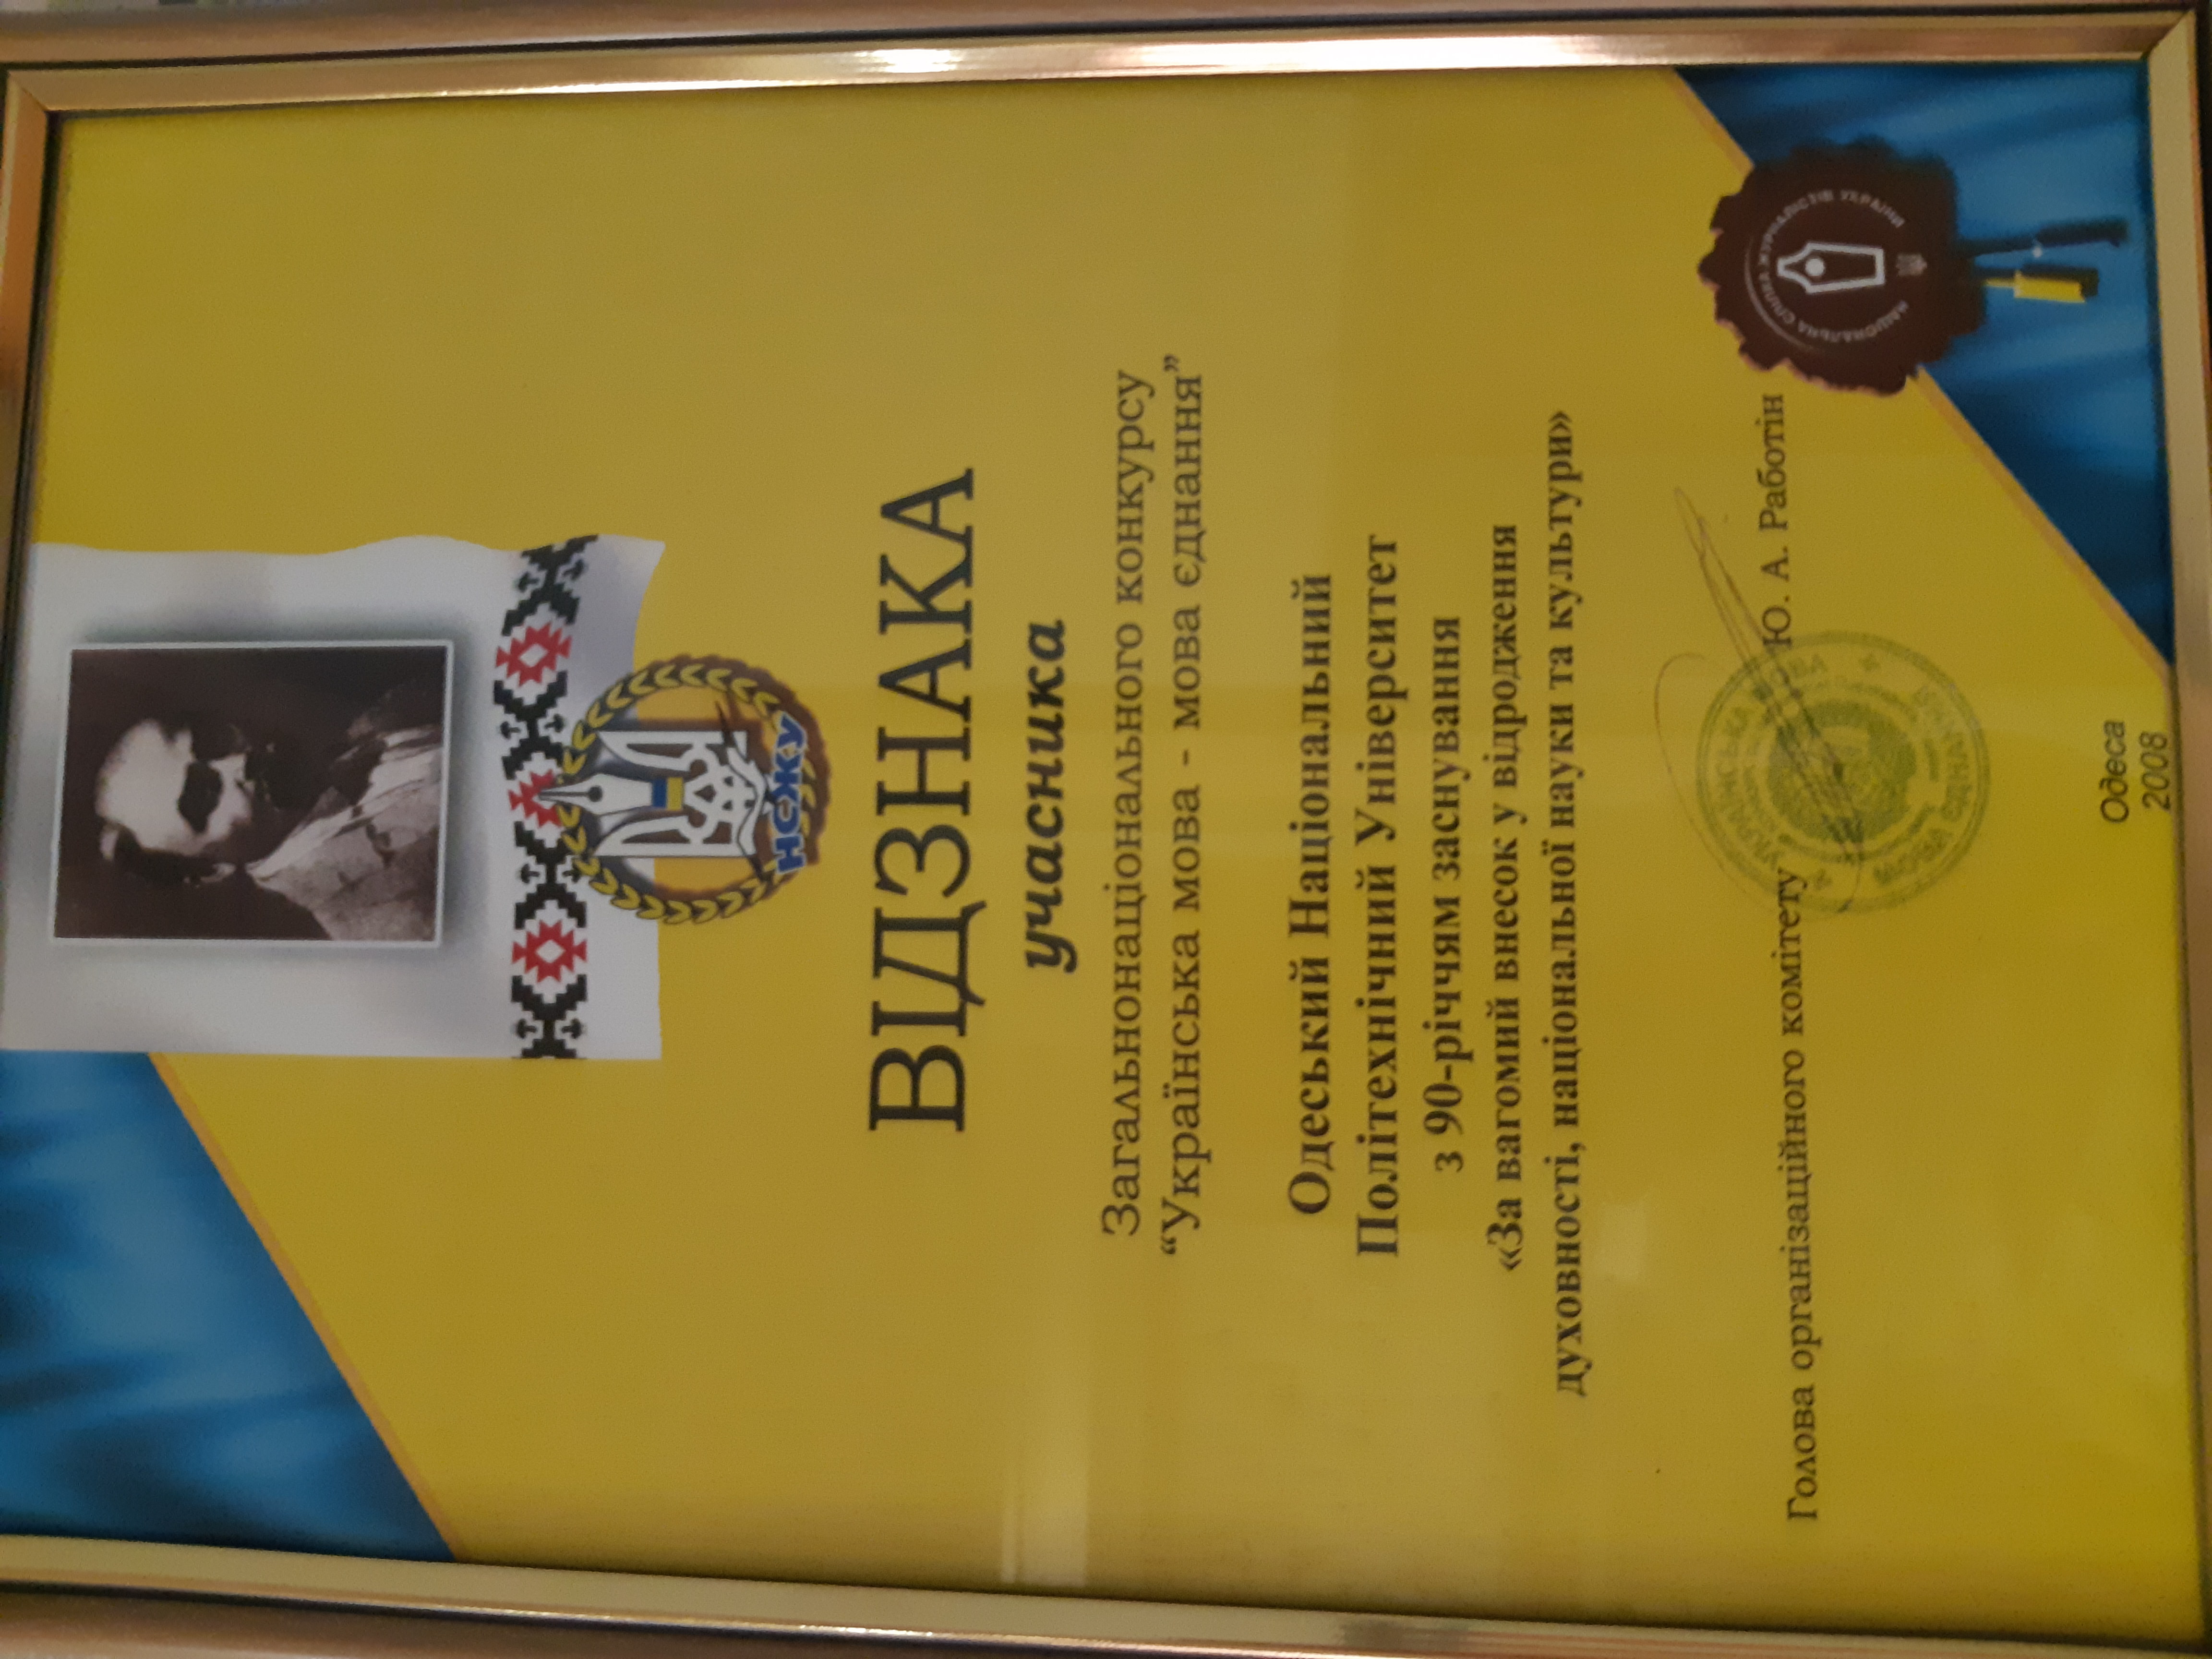 НСЖУ
ВІДЗНАКА
учасника
Загальнонаціонального конкурсу
“Українська мова - мова єднання”
Одеський Національний
Політехнічний Університет
з 90-річчям заснування
«За вагомий внесок у відродження
духовності, національної науки та культури»
Голова організаційного комітету
УКРАЇНСЬКА МОВА
МОВА ЄДНАННЯ
Ю. А. Работін
НАЦІОНАЛЬНА СПІЛКА ЖУРНАЛІСТІВ УКРАЇНИ
Одеса
2008